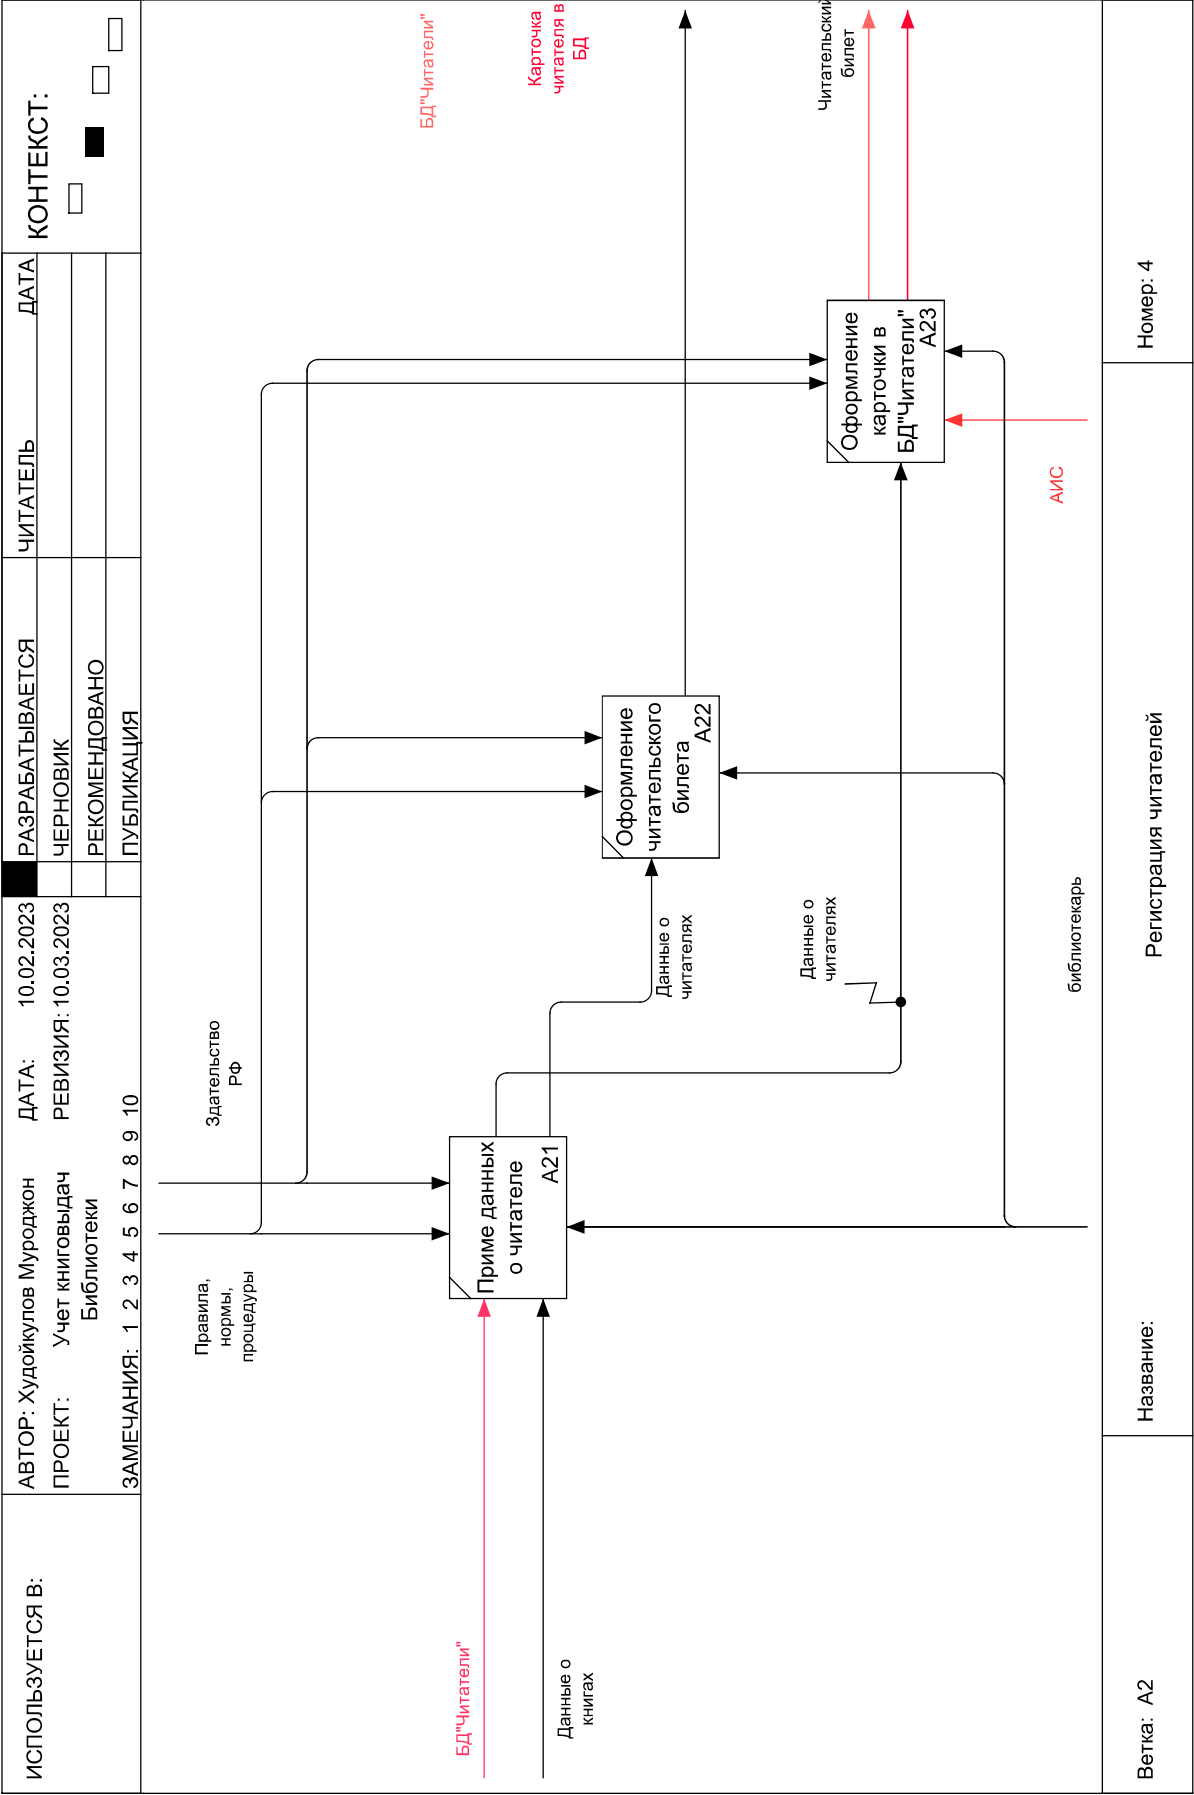 ИСПОЛЬЗУЕТСЯ В:
АВТОР: Худойкулов Муроджон
ДАТА: 10.02.2023
ПРОЕКТ: Учет книговыдач
Библиотеки
РЕВИЗИЯ: 10.03.2023
ЗАМЕЧАНИЯ: 1 2 3 4 5 6 7 8 9 10
РАЗРАБАТЫВАЕТСЯ
ЧЕРНОВИК
РЕКОМЕНДОВАНО
ПУБЛИКАЦИЯ
ЧИТАТЕЛЬ
ДАТА
КОНТЕКСТ:
Правила,
нормы,
процедуры
Здательство
РФ
БД"Читатели"
Карточка
читателя в
БД
Читательский
билет
БД"Читатели"
Данные о
книгах
Приме данных
о читателе
A21
Данные о
читателях
Оформление
читательского
билета
A22
Данные о
читателях
Оформление
карточки в
БД"Читатели"
A23
АИС
библиотекарь
Ветка: A2
Название:
Регистрация читателей
Номер: 4